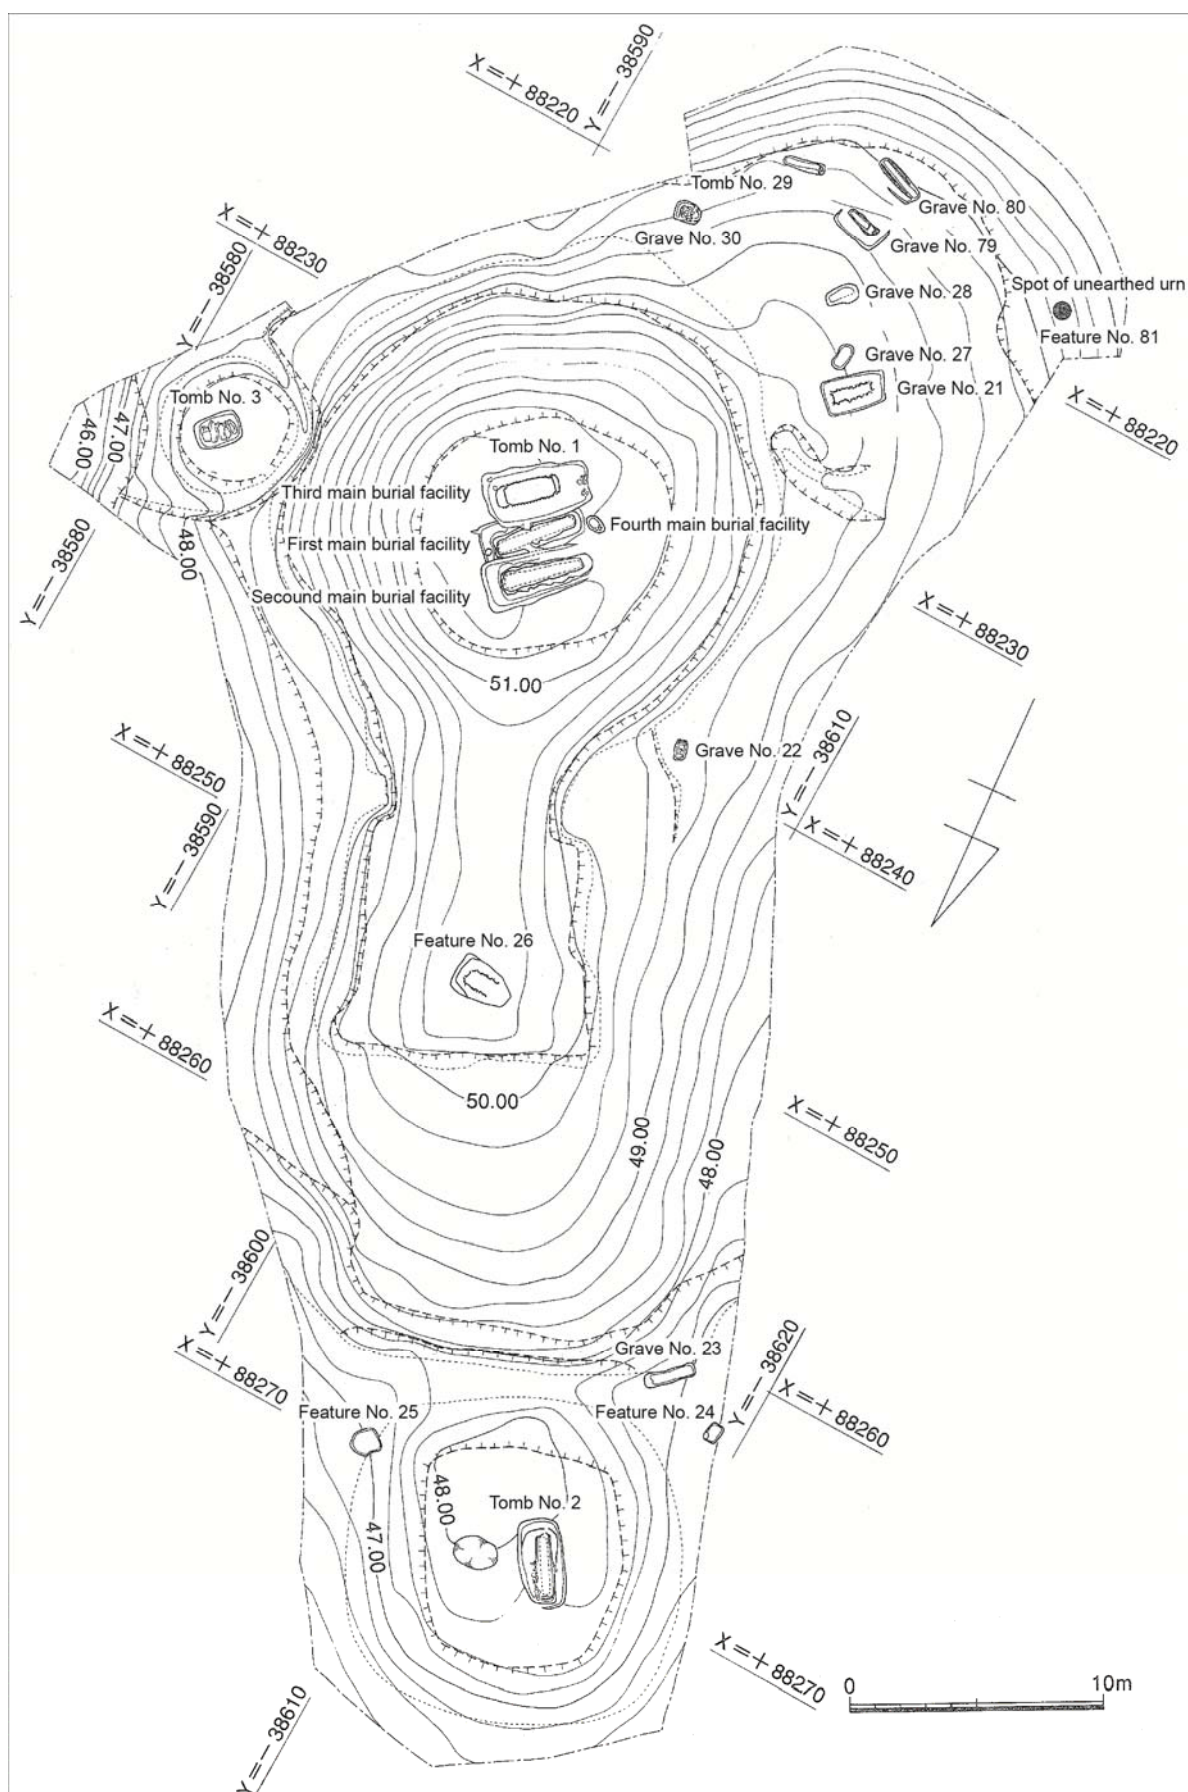 Y=－38590
X=＋88220
Tomb No. 29
Grave No. 80
X=＋88230
Y=－38580
Grave No. 30
Grave No. 79
Spot of unearthed urn
Grave No. 28
Feature No. 81
Grave No. 27
Grave No. 21
Tomb No. 3
X=＋88220
46.00
47.00
Tomb No. 1
Third main burial facility
Fourth main burial facility
First main burial facility
48.00
Y=－38580
Secound main burial facility
X=＋88230
51.00
Grave No. 22
Y=－38610
X=＋88250
Y=－38590
X=＋88240
Feature No. 26
X=＋88260
50.00
49.00
48.00
X=＋88250
Y=－38600
X=＋88270
Grave No. 23
Y=－38620
X=＋88260
Feature No. 25
Feature No. 24
48.00
Tomb No. 2
47.00
X=＋88270
0 10m
Y=－38610